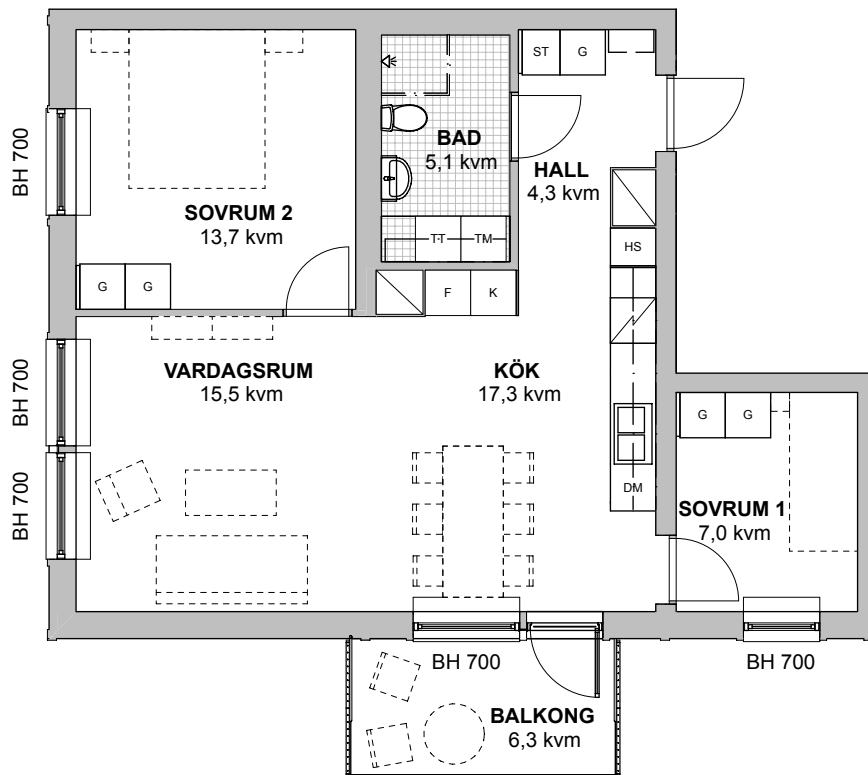 ST
G
BAD
5,1 kvm
HALL
4,3 kvm
BH 700
SOVRUM 2
13,7 kvm
TT
TM
HS
G
G
F
K
VARDAGSRUM
15,5 kvm
KÖK
17,3 kvm
BH 700
G
G
BH 700
DM
SOVRUM 1
7,0 kvm
BH 700
BH 700
BALKONG
6,3 kvm